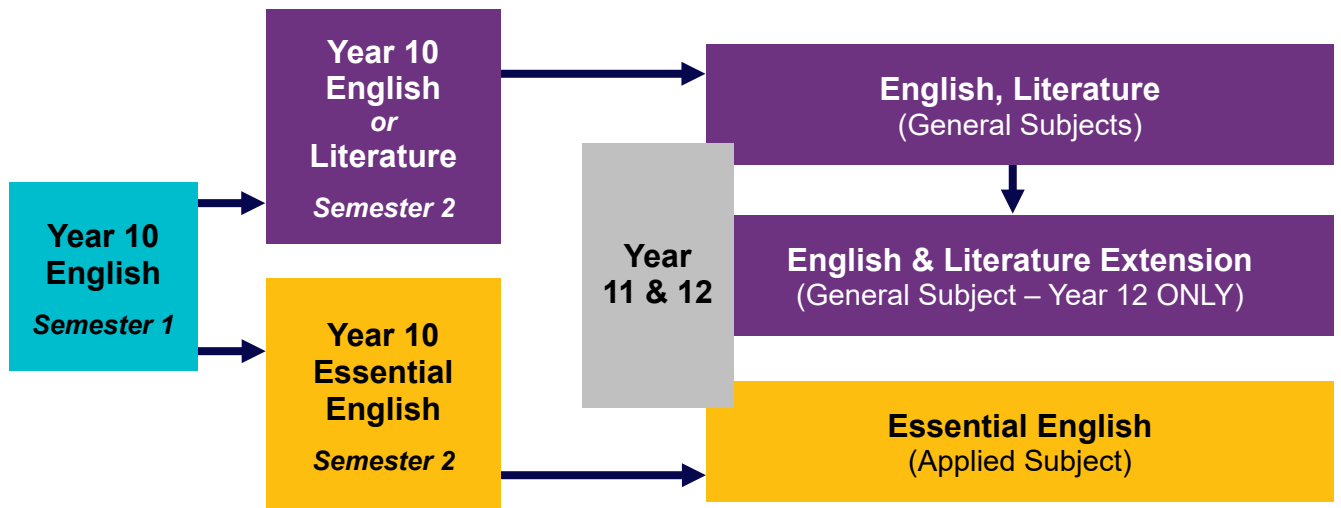 Year 10
English
Semester 1
Year 10
English
or
Literature
Semester 2
Year 10
Essential
English
Semester 2
Year
11 & 12
English, Literature
(General Subjects)
English & Literature Extension
(General Subject – Year 12 ONLY)
Essential English
(Applied Subject)